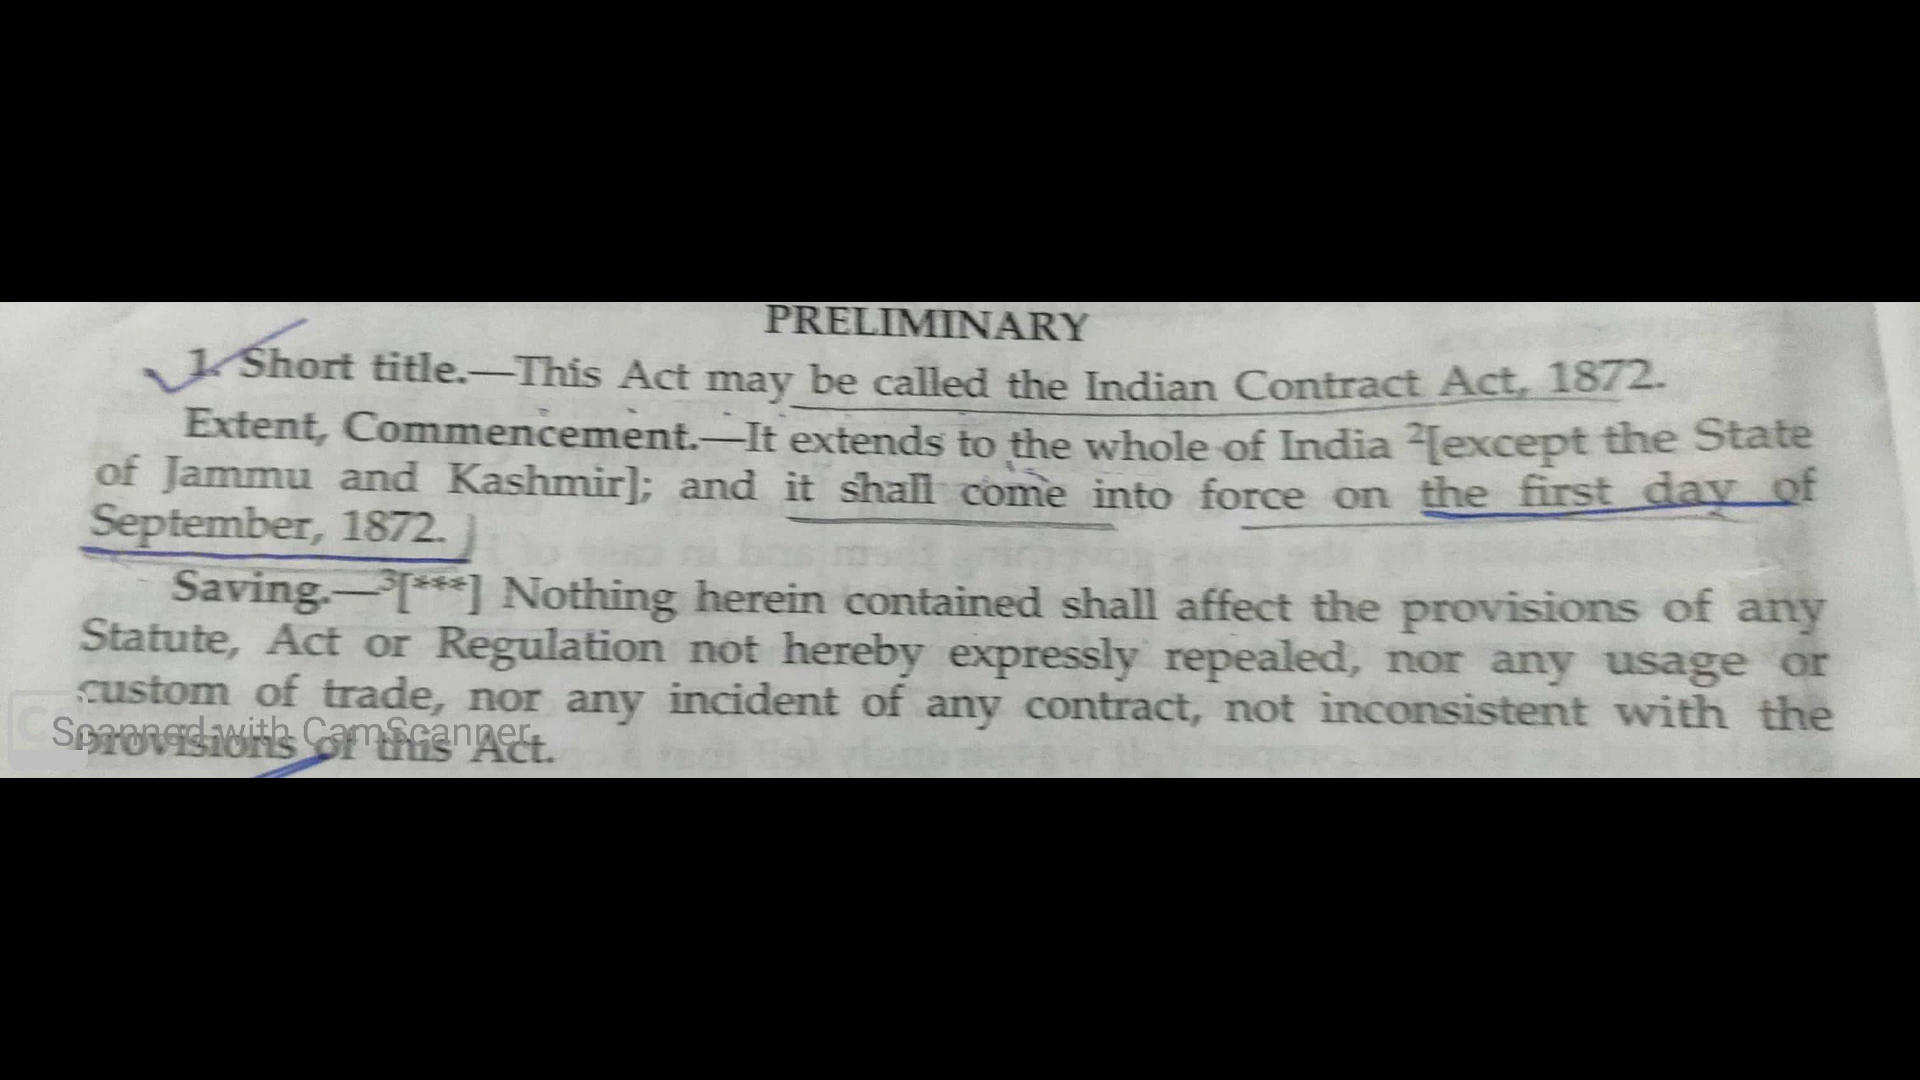 PRELIMINARY
1. Short title.—This Act may be called the Indian Contract Act, 1872.
Extent, Commencement.—It extends to the whole of India ²[except the State
of Jammu and Kashmir]; and it shall come into force on the first day of
September, 1872.
Saving.—³[***] Nothing herein contained shall affect the provisions of any
Statute, Act or Regulation not hereby expressly repealed, nor any usage or
custom of trade, nor any incident of any contract, not inconsistent with the
provisions of this Act.
CS Scanned with CamScanner